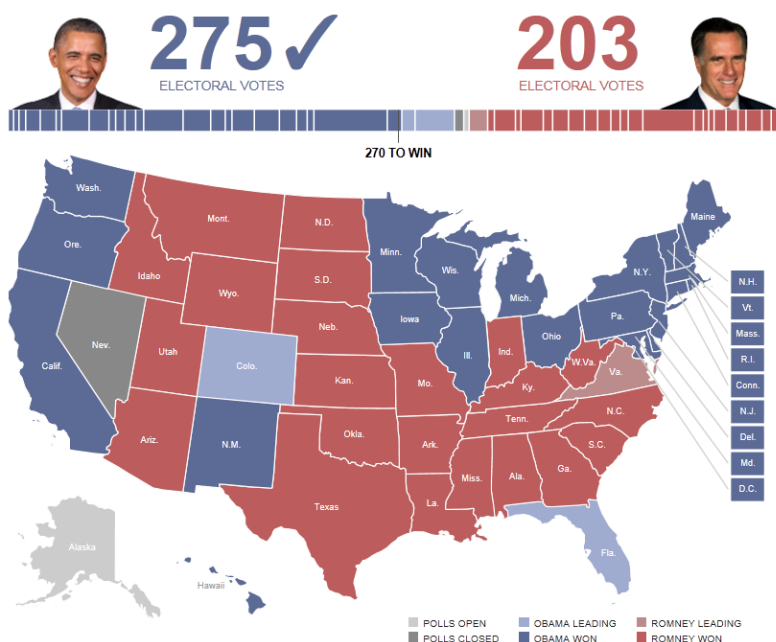 275✓
ELECTORAL VOTES
203
ELECTORAL VOTES
270 TO WIN
Wash.
Ore.
Calif.
Nev.
Idaho
Mont.
Wyo.
Utah
Colo.
Ariz.
N.M.
N.D.
S.D.
Neb.
Kan.
Okla.
Texas
Minn.
Iowa
Mo.
Ark.
La.
Wis.
Ill.
Mich.
Ind.
Ohio
Ky.
Tenn.
Miss.
Ala.
Ga.
Fla.
S.C.
N.C.
Va.
W.Va.
Pa.
N.Y.
Maine
N.H.
Vt.
Mass.
R.I.
Conn.
N.J.
Del.
Md.
D.C.
Alaska
Hawaii
POLLS OPEN
OBAMA LEADING
ROMNEY LEADING
POLLS CLOSED
OBAMA WON
ROMNEY WON